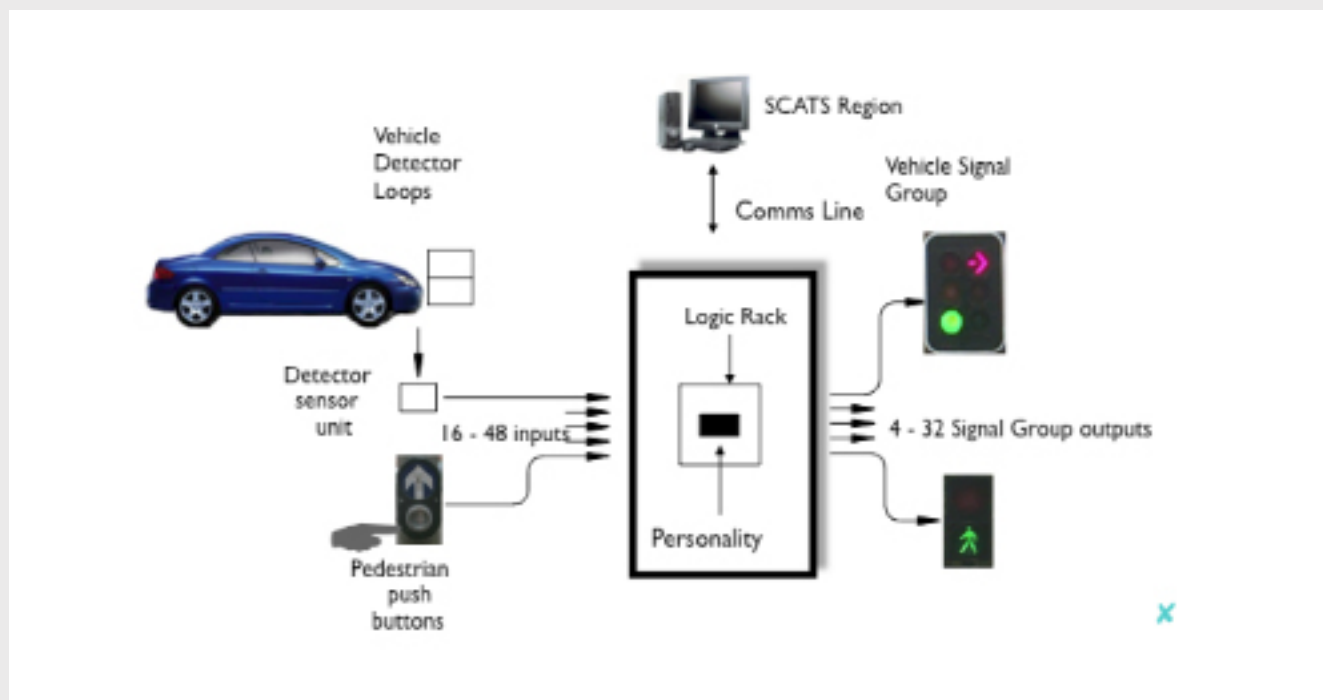 SCATS Region
Vehicle
Detector
Loops
Vehicle Signal
Group
Comms Line
Logic Rack
Detector
sensor
unit
16 - 48 inputs
4 - 32 Signal Group outputs
Personality
Pedestrian
push
buttons